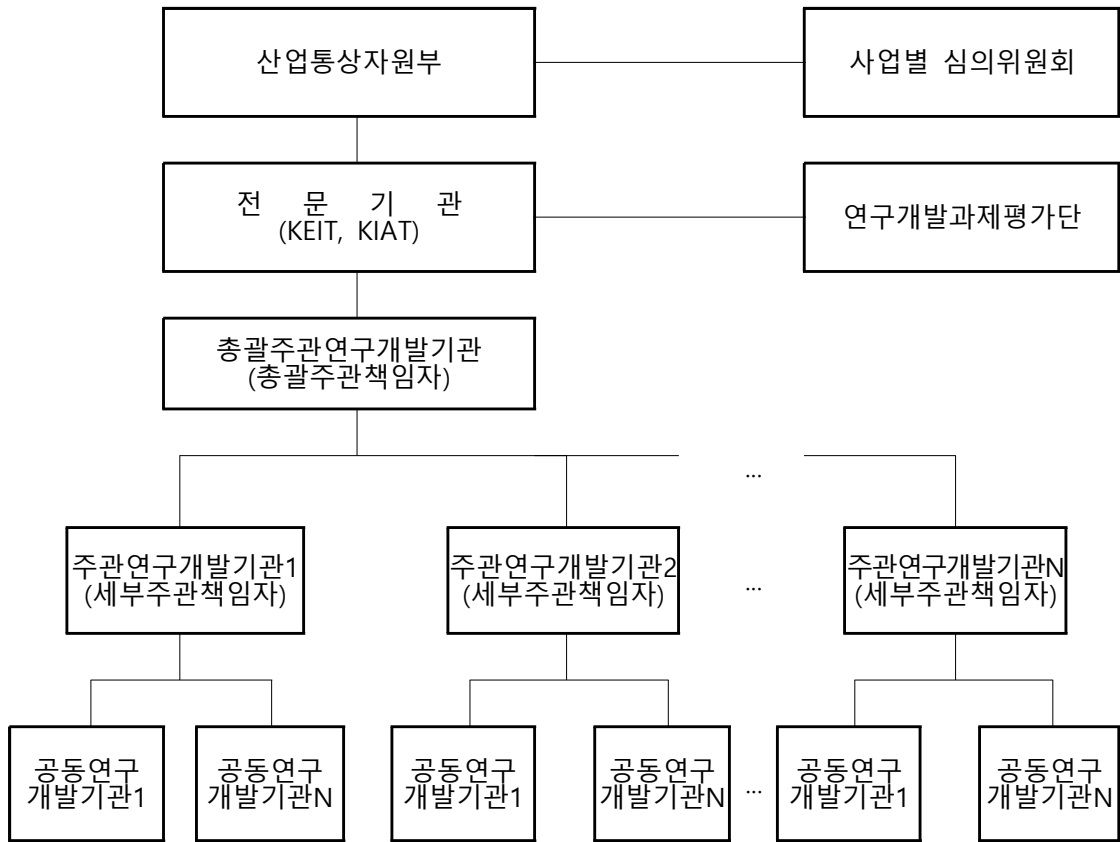 산업통상자원부
사업별 심의위원회
전 문 기 관
(KEIT, KIAT)
연구개발과제평가단
총괄주관연구개발기관
(총괄주관책임자)
...
주관연구개발기관1
(세부주관책임자)
주관연구개발기관2
(세부주관책임자)
...
주관연구개발기관N
(세부주관책임자)
공동연구
개발기관1
공동연구
개발기관N
공동연구
개발기관1
공동연구
개발기관N
...
공동연구
개발기관1
공동연구
개발기관N